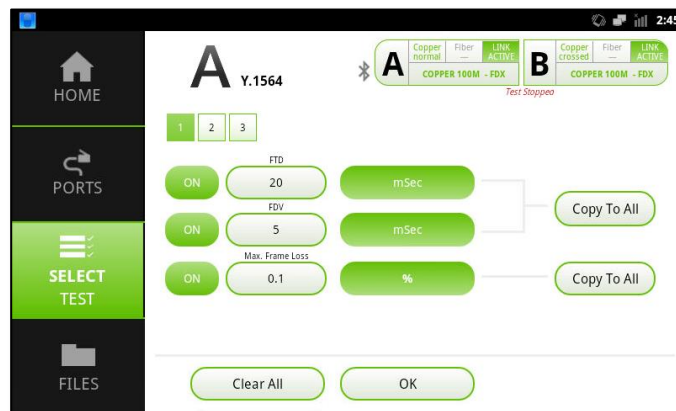 2:45
HOME
PORTS
SELECT
TEST
FILES
A Y.1564
A Copper normal Fiber — LINK ACTIVE
COPPER 100M - FDX
B Copper crossed Fiber — LINK ACTIVE
COPPER 100M - FDX
Test Stopped
1 2 3
FTD
ON 20 mSec
FDV
ON 5 mSec
Copy To All
Max. Frame Loss
ON 0.1 % Copy To All
Clear All OK